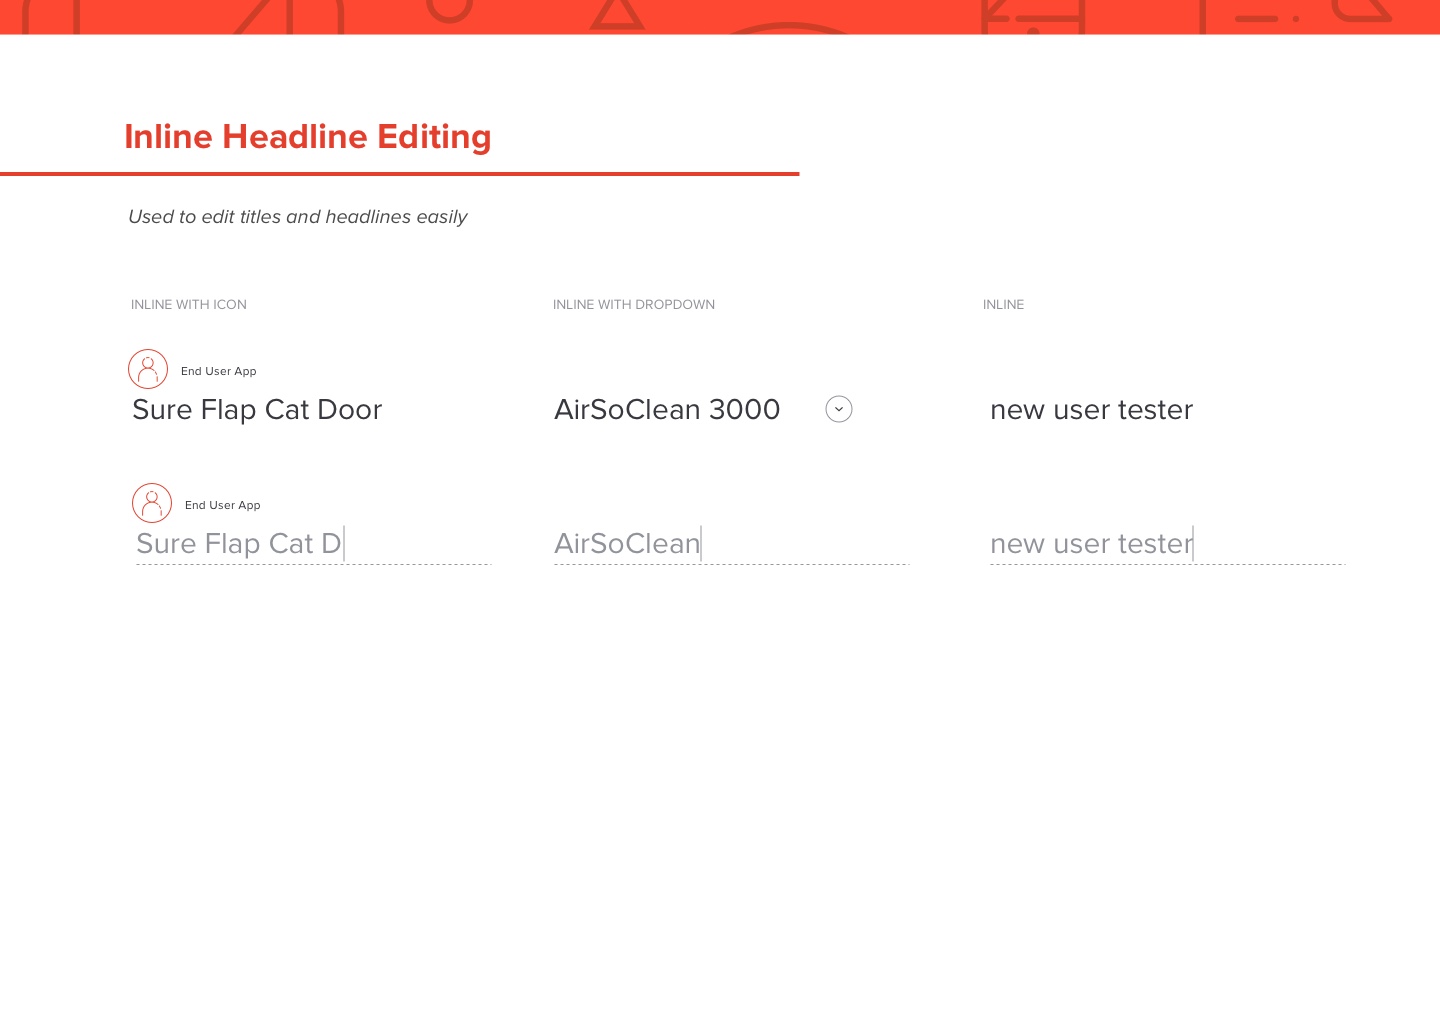 Inline Headline Editing
Used to edit titles and headlines easily
INLINE WITH ICON
INLINE WITH DROPDOWN
INLINE
End User App
Sure Flap Cat Door
AirSoClean 3000
new user tester
End User App
Sure Flap Cat D
AirSoClean
new user tester